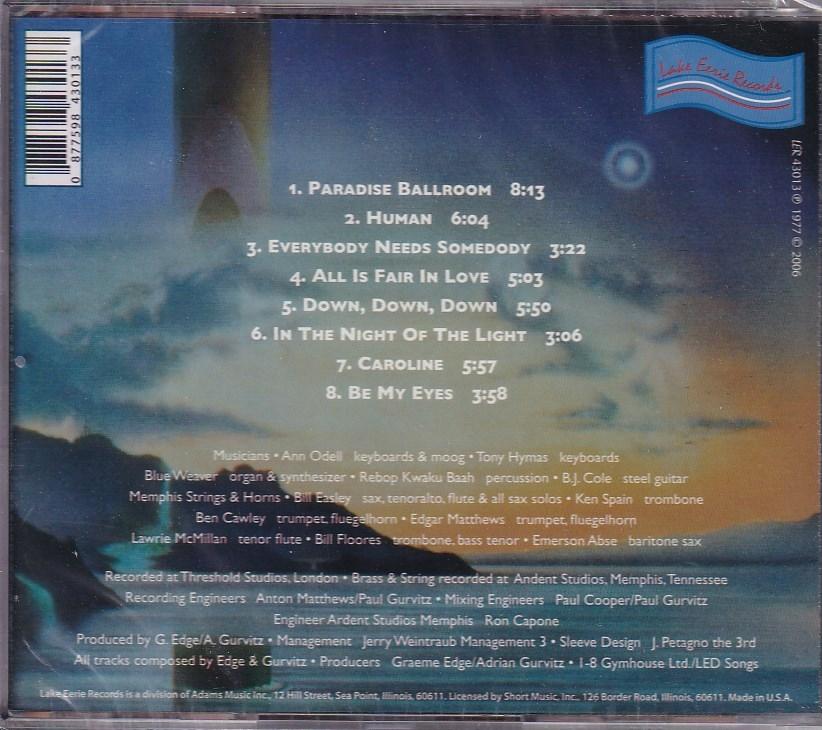 0 877598 430133
Lake Eerie Records
LER 43013 ℗ 1977 © 2006
1. PARADISE BALLROOM 8:13
2. HUMAN 6:04
3. EVERYBODY NEEDS SOMEDODY 3:22
4. ALL IS FAIR IN LOVE 5:03
5. DOWN, DOWN, DOWN 5:50
6. IN THE NIGHT OF THE LIGHT 3:06
7. CAROLINE 5:57
8. BE MY EYES 3:58
Musicians • Ann Odell keyboards & moog • Tony Hymas keyboards
Blue Weaver organ & synthesizer • Rebop Kwaku Baah percussion • B.J. Cole steel guitar
Memphis Strings & Horns • Bill Easley sax, tenoralto, flute & all sax solos • Ken Spain trombone
Ben Cawley trumpet, fluegelhorn • Edgar Matthews trumpet, fluegelhorn
Lawrie McMillan tenor flute • Bill Floores trombone, bass tenor • Emerson Abse baritone sax
Recorded at Threshold Studios, London • Brass & String recorded at Andent Studios, Memphis, Tennessee
Recording Engineers Anton Matthews/Paul Gurvitz • Mixing Engineers Paul Cooper/Paul Gurvitz
Engineer Ardent Studios Memphis Ron Capone
Produced by G. Edge/A. Gurvitz • Management Jerry Weintraub Management 3 • Sleeve Design J. Petagno the 3rd
All tracks composed by Edge & Gurvitz • Producers Graeme Edge/Adrian Gurvitz • 1-8 Gymhouse Ltd./LED Songs
Lake Eerie Records is a division of Adams Music Inc., 12 Hill Street, Sea Point, Illinois, 60611. Licensed by Short Music, Inc., 126 Border Road, Illinois, 60611. Made in U.S.A.